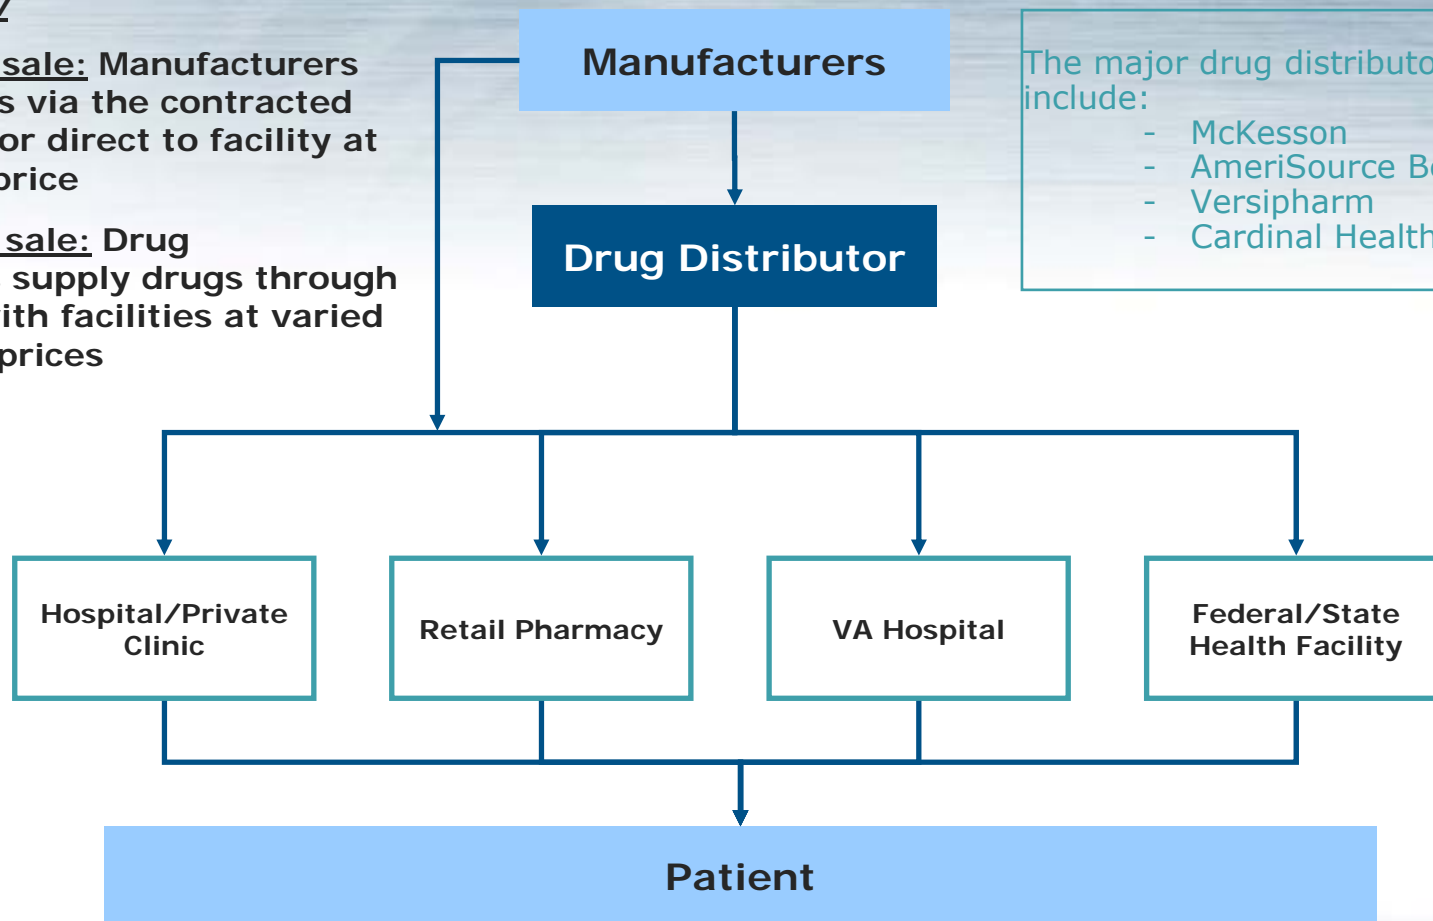 sale: Manufacturers
s via the contracted
or direct to facility at
price
sale: Drug
supply drugs through
with facilities at varied
prices
Manufacturers
Drug Distributor
The major drug distributo
include:
- McKesson
- AmeriSource B
- Versipharm
- Cardinal Health
Hospital/Private
Clinic
Retail Pharmacy
VA Hospital
Federal/State
Health Facility
Patient